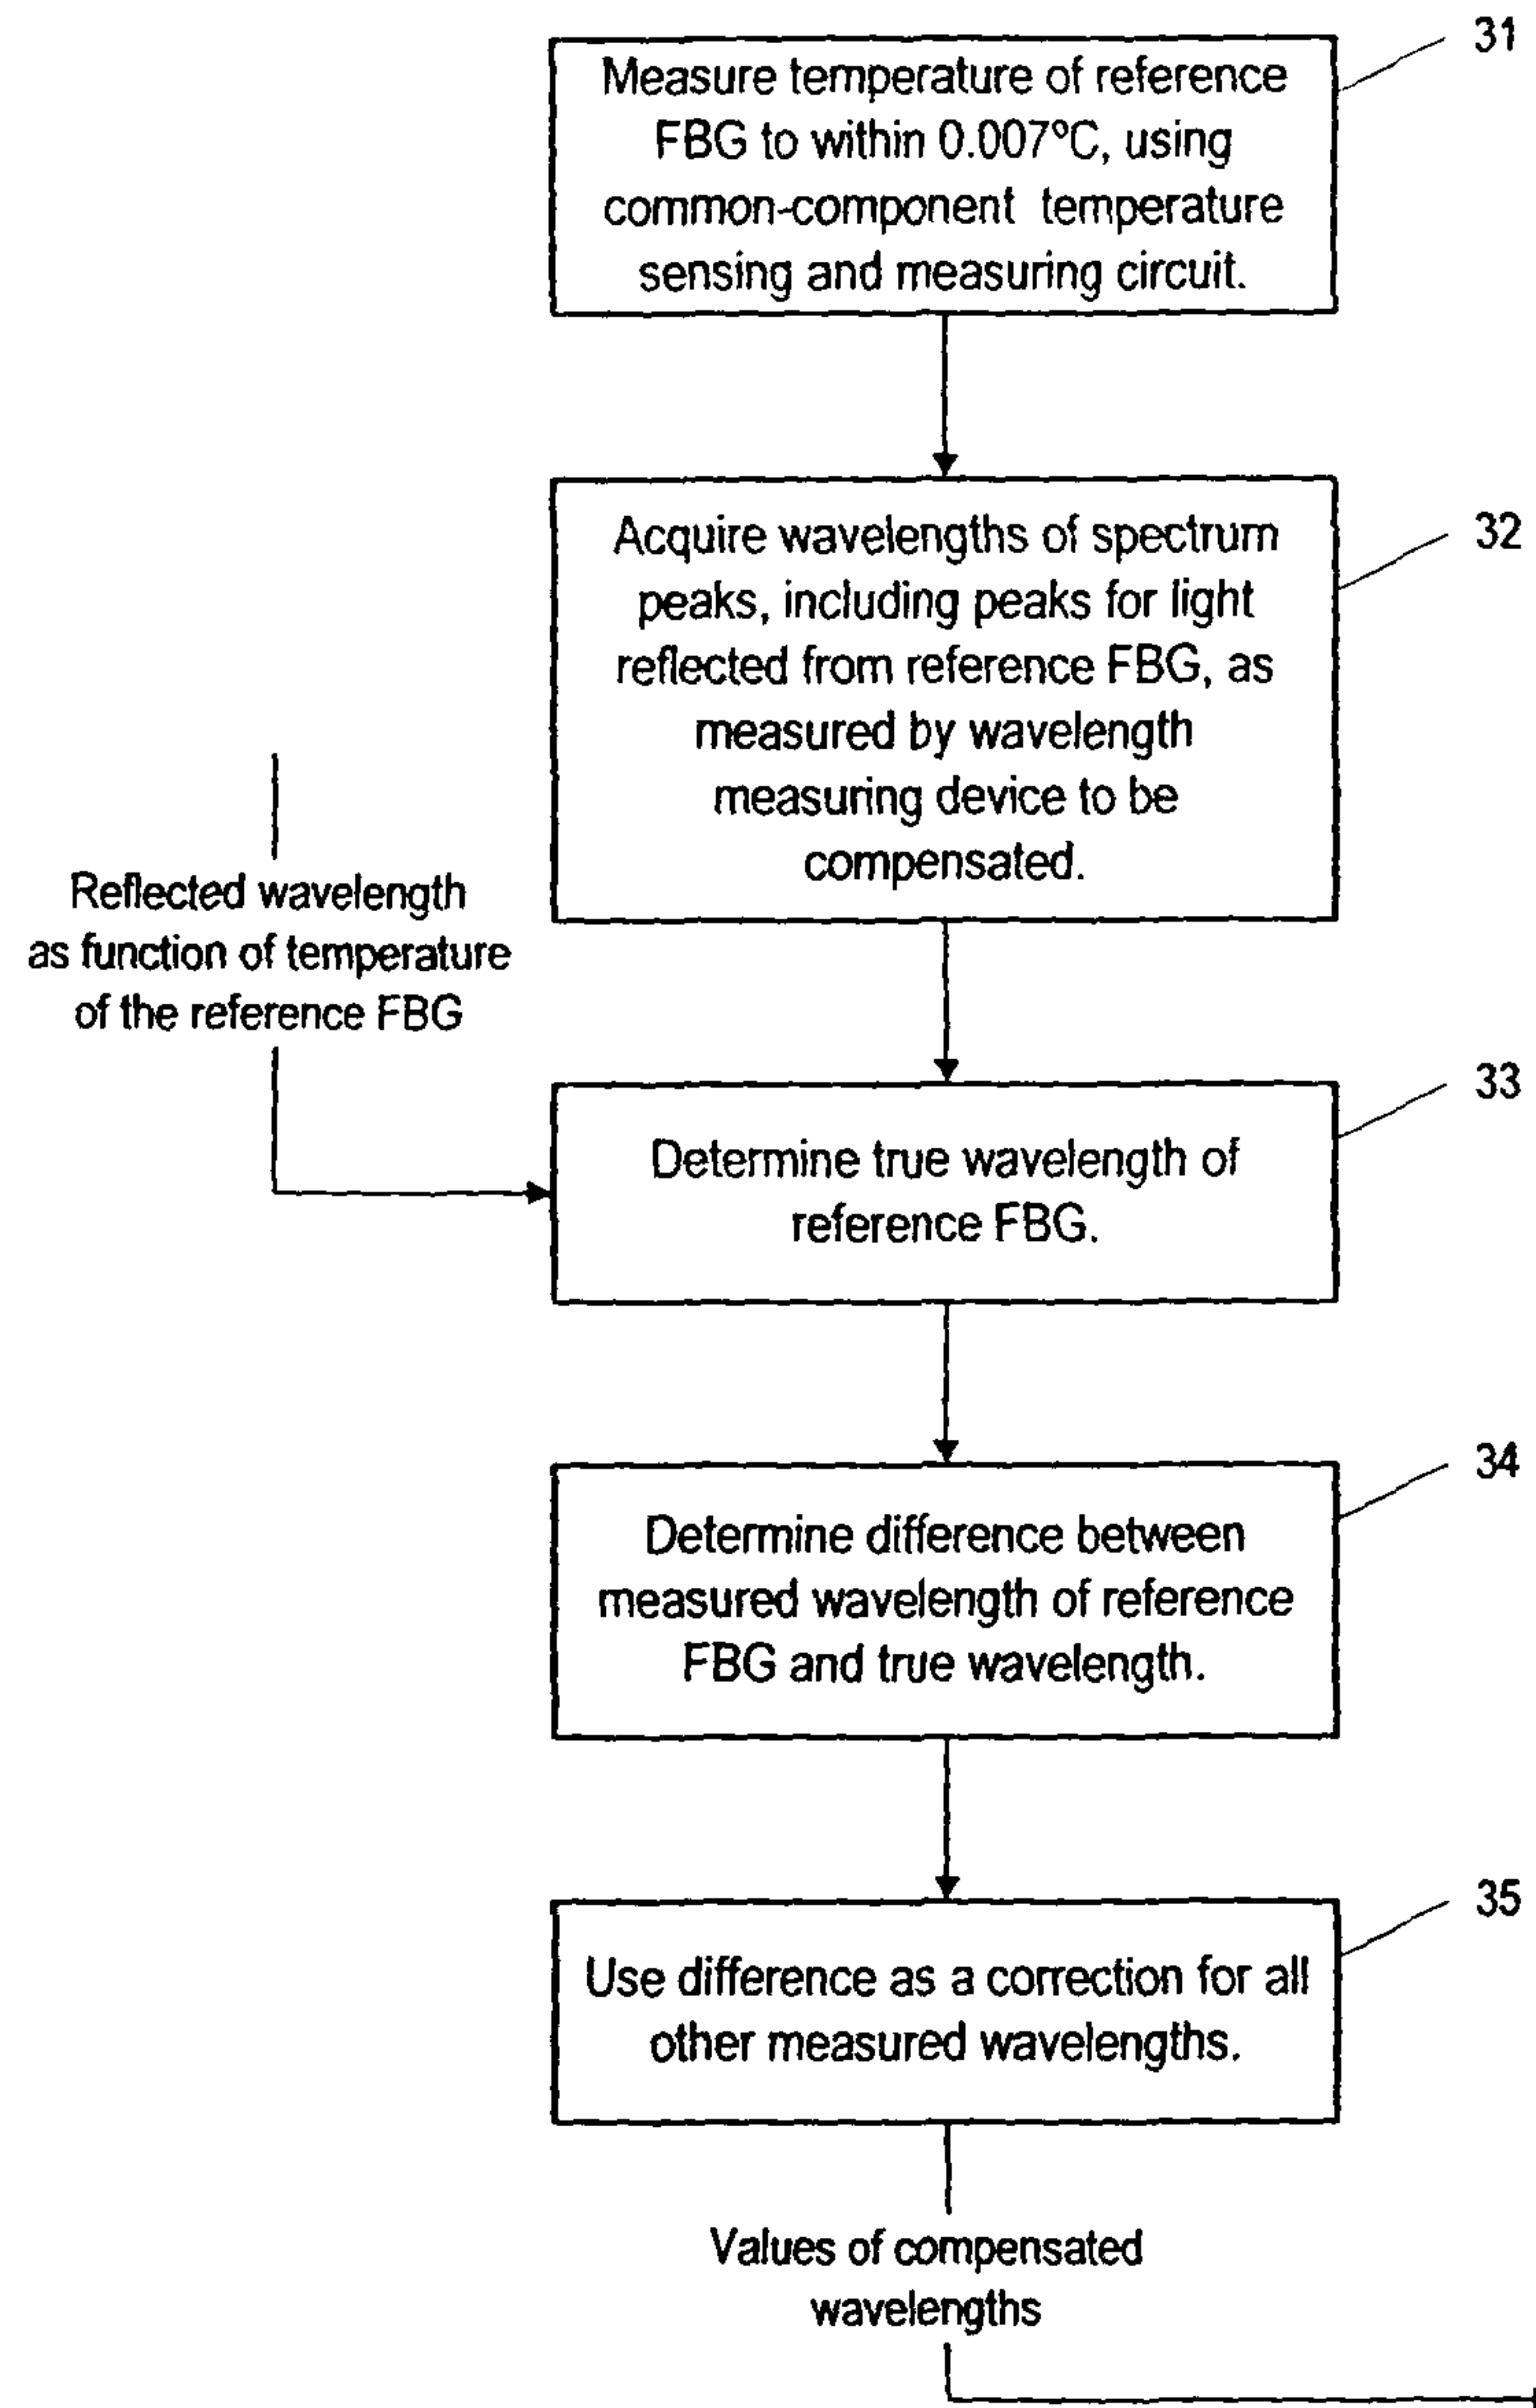 31
Measure temperature of reference
FBG to within 0.007ºC, using
common-component temperature
sensing and measuring circuit.
32
Acquire wavelengths of spectrum
peaks, including peaks for light
reflected from reference FBG, as
measured by wavelength
measuring device to be
compensated.
Reflected wavelength
as function of temperature
of the reference FBG
33
Determine true wavelength of
reference FBG.
34
Determine difference between
measured wavelength of reference
FBG and true wavelength.
35
Use difference as a correction for all
other measured wavelengths.
Values of compensated
wavelengths